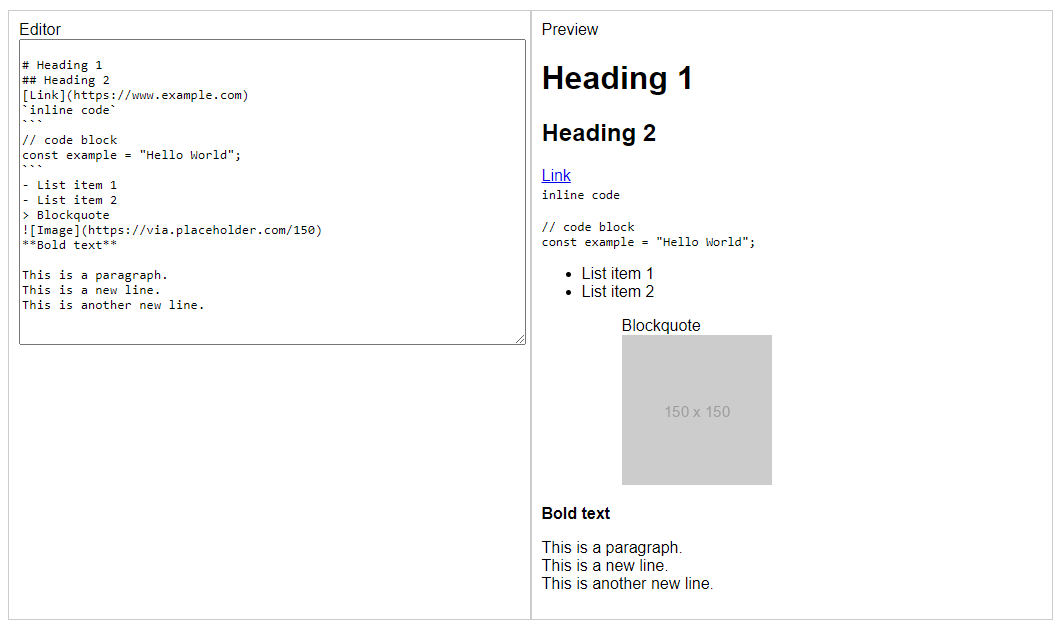 Editor
# Heading 1
## Heading 2
[Link](https://www.example.com)
`inline code`
```
// code block
const example = "Hello World";
```
- List item 1
- List item 2
> Blockquote
![Image](https://via.placeholder.com/150)
**Bold text**
This is a paragraph.
This is a new line.
This is another new line.
Preview
Heading 1
Heading 2
Link
inline code
// code block
const example = "Hello World";
• List item 1
• List item 2
Blockquote
150 x 150
Bold text
This is a paragraph.
This is a new line.
This is another new line.